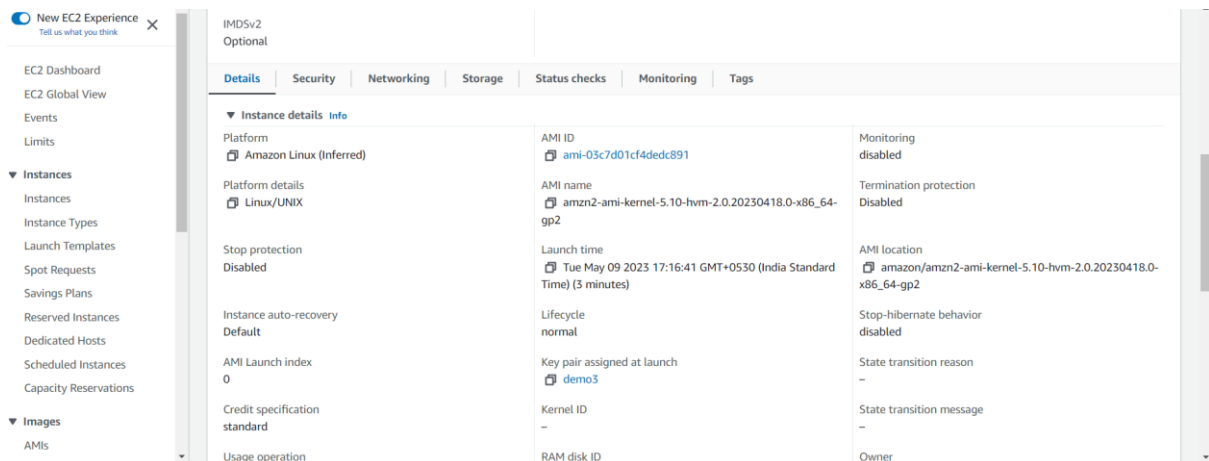 New EC2 Experience
Tell us what you think
EC2 Dashboard
EC2 Global View
Events
Limits
Instances
Instances
Instance Types
Launch Templates
Spot Requests
Savings Plans
Reserved Instances
Dedicated Hosts
Scheduled Instances
Capacity Reservations
Images
AMIs
IMDSv2
Optional
Details Security Networking Storage Status checks Monitoring Tags
Instance details Info
Platform
Amazon Linux (Inferred)
AMI ID
ami-03c7d01cf4dedc891
Monitoring
disabled
Platform details
Linux/UNIX
AMI name
amzn2-ami-kernel-5.10-hvm-2.0.20230418.0-x86_64-
gp2
Termination protection
Disabled
Stop protection
Disabled
Launch time
Tue May 09 2023 17:16:41 GMT+0530 (India Standard
Time) (3 minutes)
AMI location
amazon/amzn2-ami-kernel-5.10-hvm-2.0.20230418.0-
x86_64-gp2
Instance auto-recovery
Default
Lifecycle
normal
Stop-hibernate behavior
disabled
AMI Launch index
0
Key pair assigned at launch
demo3
State transition reason
–
Credit specification
standard
Kernel ID
–
State transition message
–
Usage operation
RAM disk ID
Owner